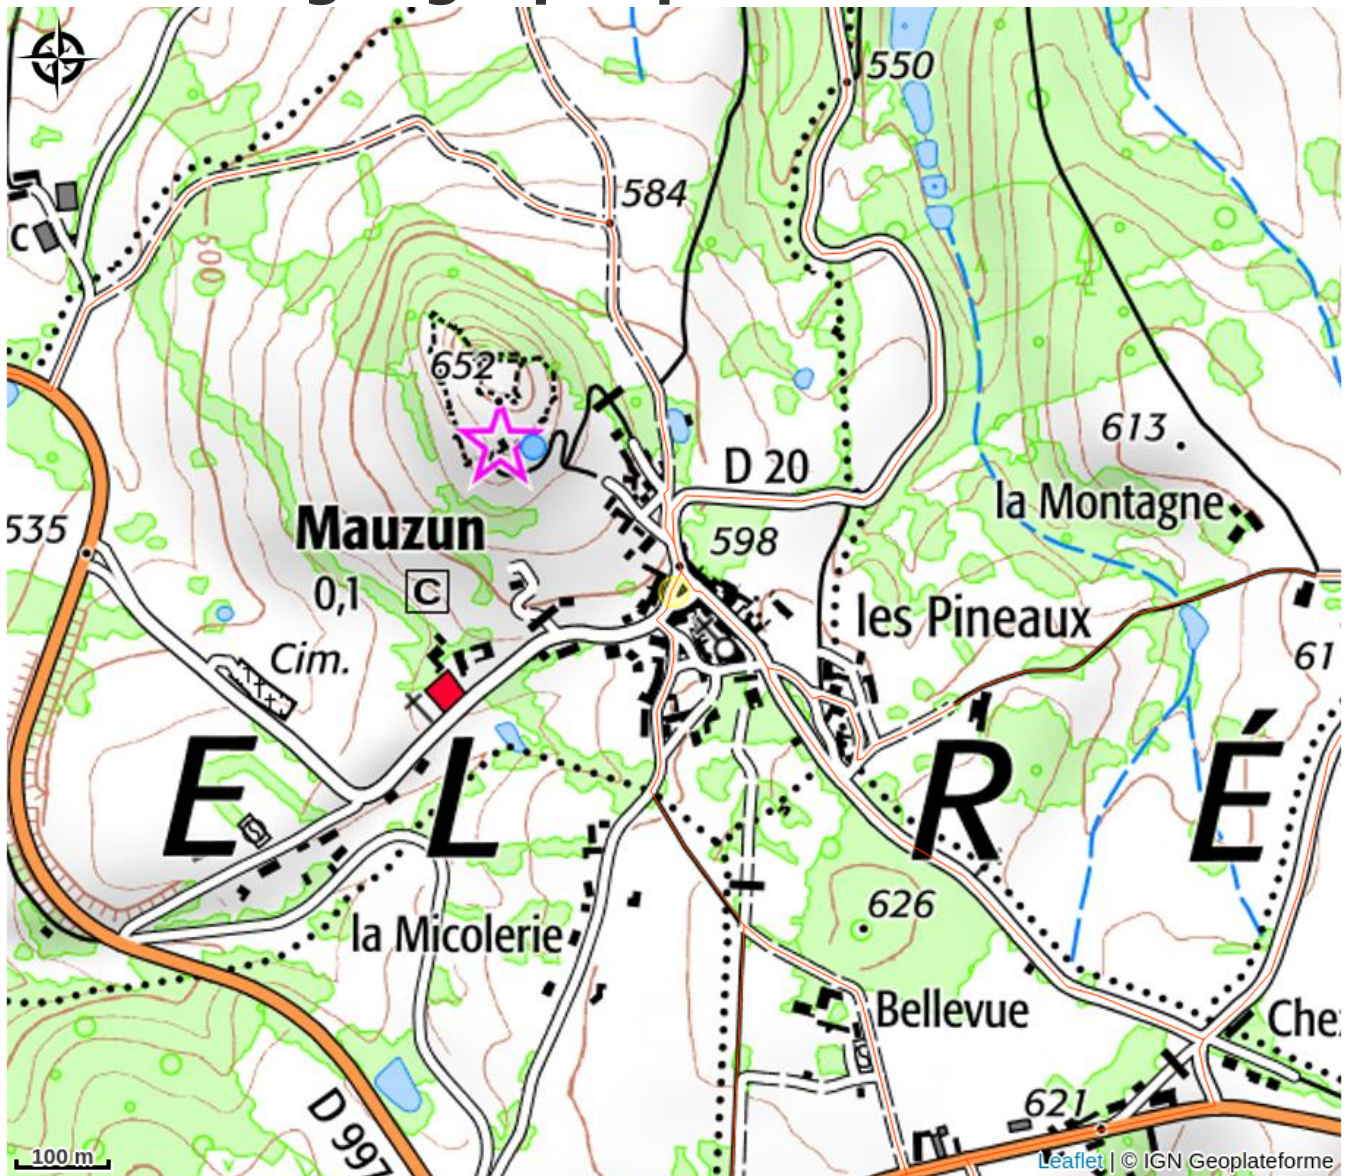 550
584
C
652
613
D 20
la Montagne
535
Mauzun
598
0,1 C
les Pineaux
Cim.
61
E L R É
626
la Micolerie
Bellevue
Che
621
D 997
100 m
Leaflet | © IGN Geoplateforme